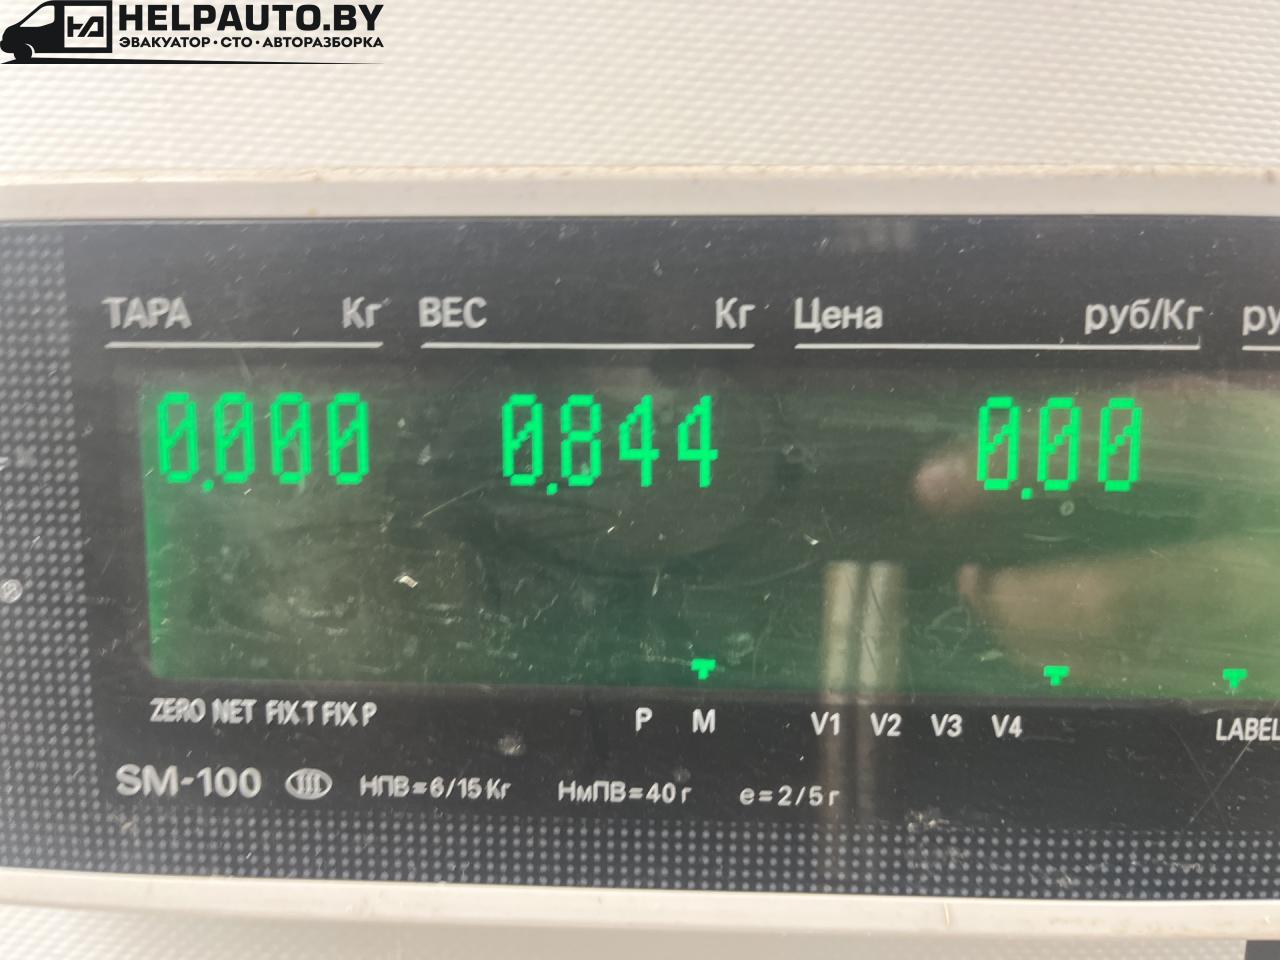 HELPAUTO.BY
ЭВАКУАТОР · СТО · АВТОРАЗБОРКА
ТАРА Кг ВЕС Кг Цена руб/Кг ру
0.000 0.844 0.00
ZERO NET FIX T FIX P P M V1 V2 V3 V4 LABEL
SM-100 НПВ=6/15 Кг НмПВ=40 г e=2/5 г